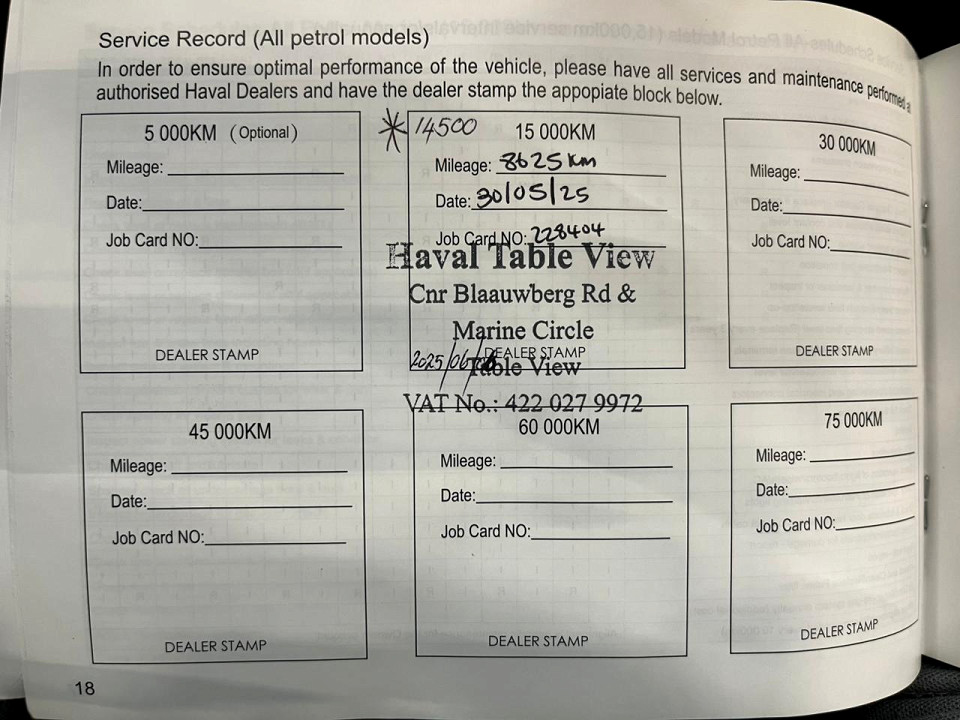 Service Record (All petrol models)
In order to ensure optimal performance of the vehicle, please have all services and maintenance performed a
authorised Haval Dealers and have the dealer stamp the appopiate block below.
5 000KM (Optional)
Mileage:
Date:
Job Card NO:
DEALER STAMP
* 14500 15 000KM
Mileage: 8625 km
Date: 30/05/25
Job Card NO: 228404
Haval Table View
Cnr Blaauwberg Rd &
Marine Circle
DEALER STAMP
2025/06/
Table View
VAT No.: 422 027 9972
30 000KM
Mileage:
Date:
Job Card NO:
DEALER STAMP
45 000KM
Mileage:
Date:
Job Card NO:
DEALER STAMP
60 000KM
Mileage:
Date:
Job Card NO:
DEALER STAMP
75 000KM
Mileage:
Date:
Job Card NO:
DEALER STAMP
18